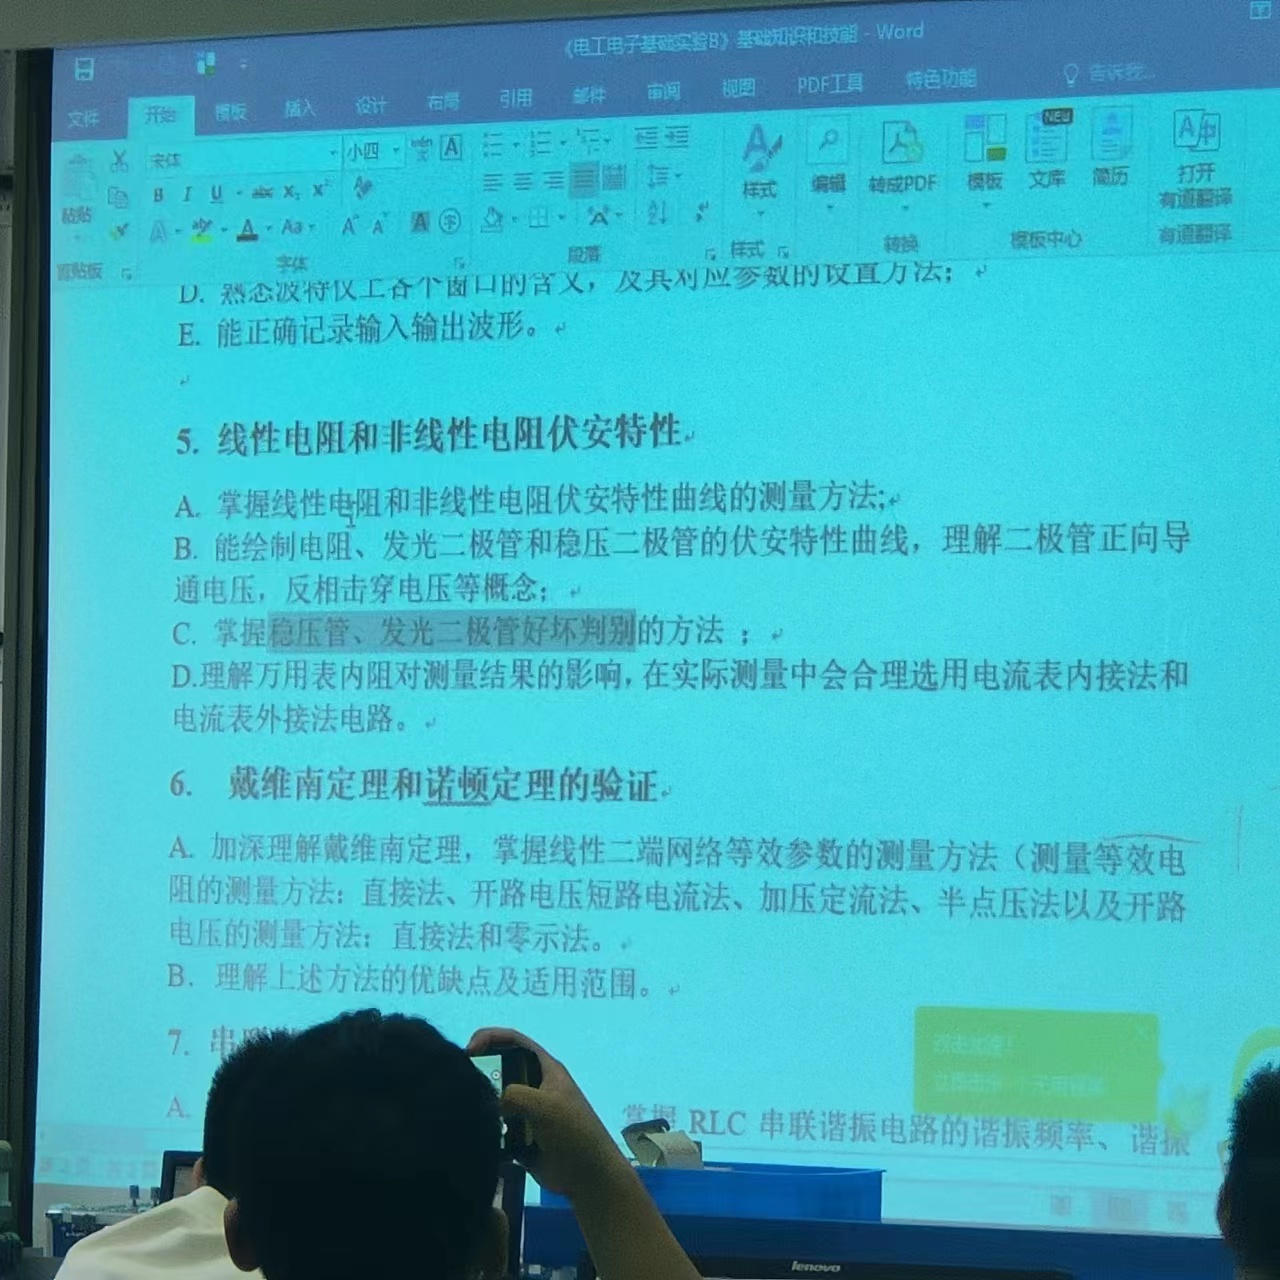 《电工电子基础实验B》基础知识和技能 - Word
文件 开始 模板 插入 设计 布局 引用 邮件 审阅 视图 PDF工具 特色功能 告诉我...
宋体 小四
粘贴 样式 编辑 转成PDF 模板 文库 简历 打开
有道翻译
剪贴板 字体 段落 样式 转换 模板中心 有道翻译
NEW
D. 熟悉波特仪上各个窗口的含义，及其对应参数的设置方法；
E. 能正确记录输入输出波形。
5. 线性电阻和非线性电阻伏安特性
A. 掌握线性电阻和非线性电阻伏安特性曲线的测量方法;
B. 能绘制电阻、发光二极管和稳压二极管的伏安特性曲线，理解二极管正向导
通电压，反相击穿电压等概念；
C. 掌握稳压管、发光二极管好坏判别的方法 ；
D.理解万用表内阻对测量结果的影响,在实际测量中会合理选用电流表内接法和
电流表外接法电路。
6. 戴维南定理和诺顿定理的验证
A. 加深理解戴维南定理，掌握线性二端网络等效参数的测量方法（测量等效电
阻的测量方法：直接法、开路电压短路电流法、加压定流法、半点压法以及开路
电压的测量方法：直接法和零示法。
B. 理解上述方法的优缺点及适用范围。
7. 串
A. 掌握 RLC 串联谐振电路的谐振频率、谐振
lenovo